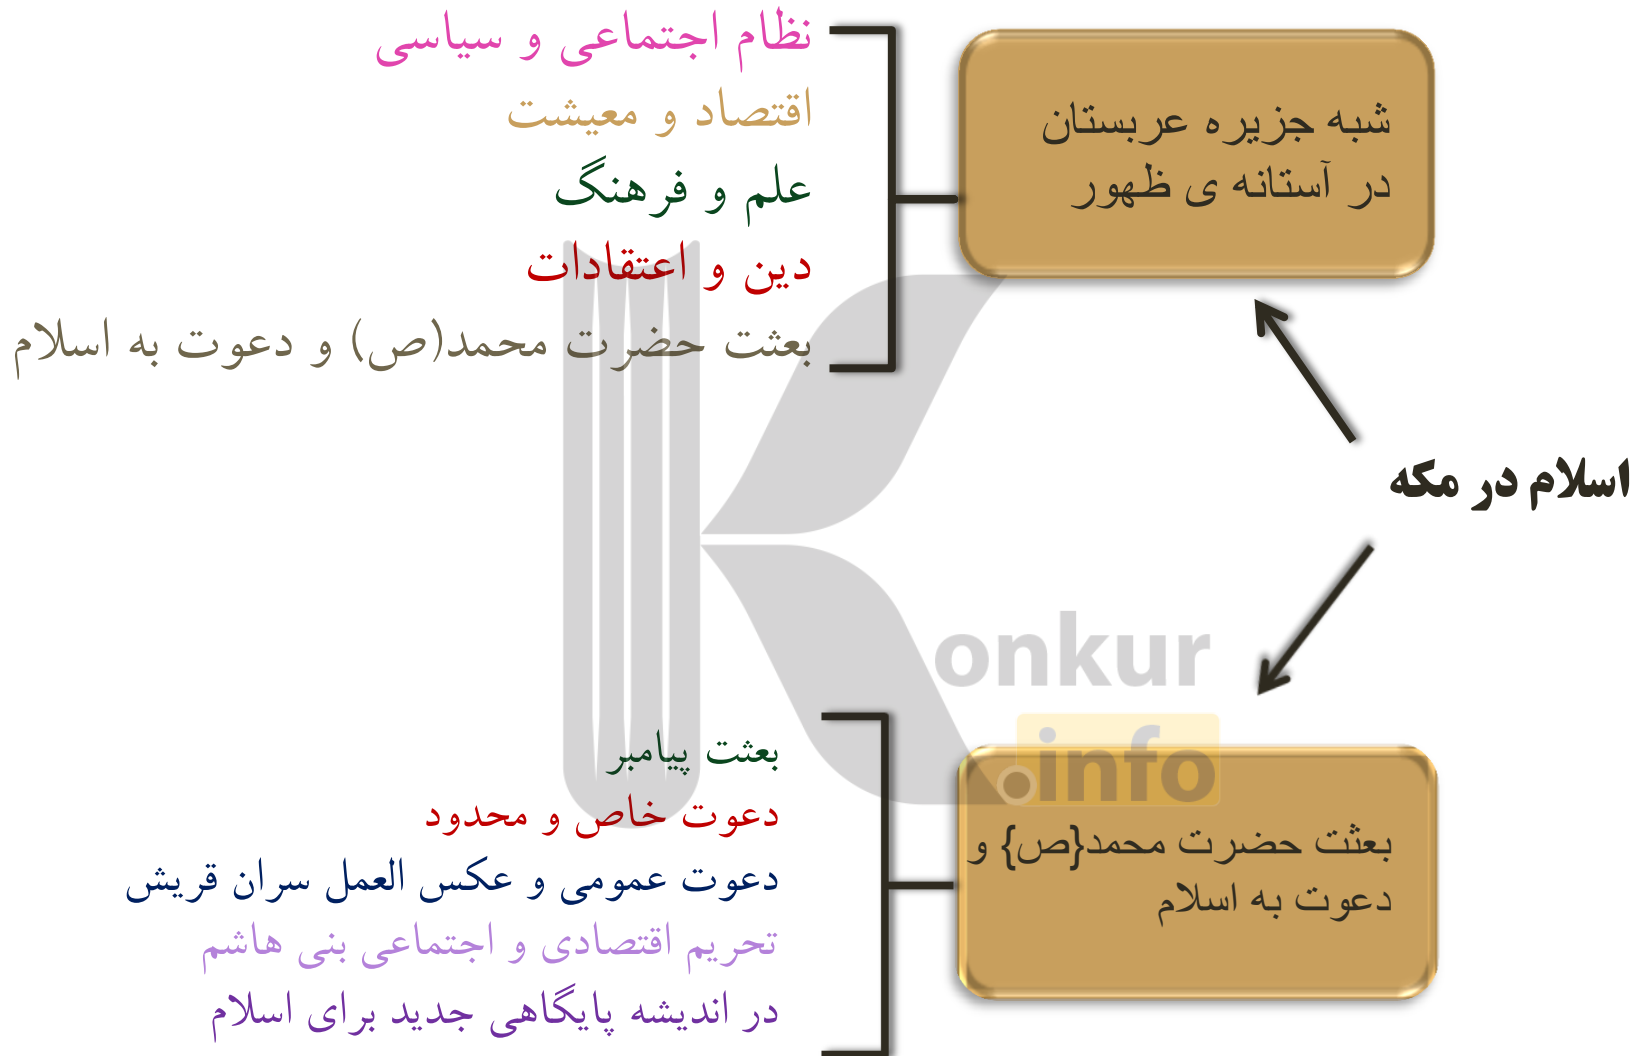 اسلام در مکه
شبه جزیره عربستان
در آستانه ی ظهور
نظام اجتماعی و سیاسی
اقتصاد و معیشت
علم و فرهنگ
دین و اعتقادات
بعثت حضرت محمد(ص) و دعوت به اسلام
بعثت حضرت محمد{ص} و
دعوت به اسلام
بعثت پیامبر
دعوت خاص و محدود
دعوت عمومی و عکس العمل سران قریش
تحریم اقتصادی و اجتماعی بنی هاشم
در اندیشه پایگاهی جدید برای اسلام
Konkur
.info